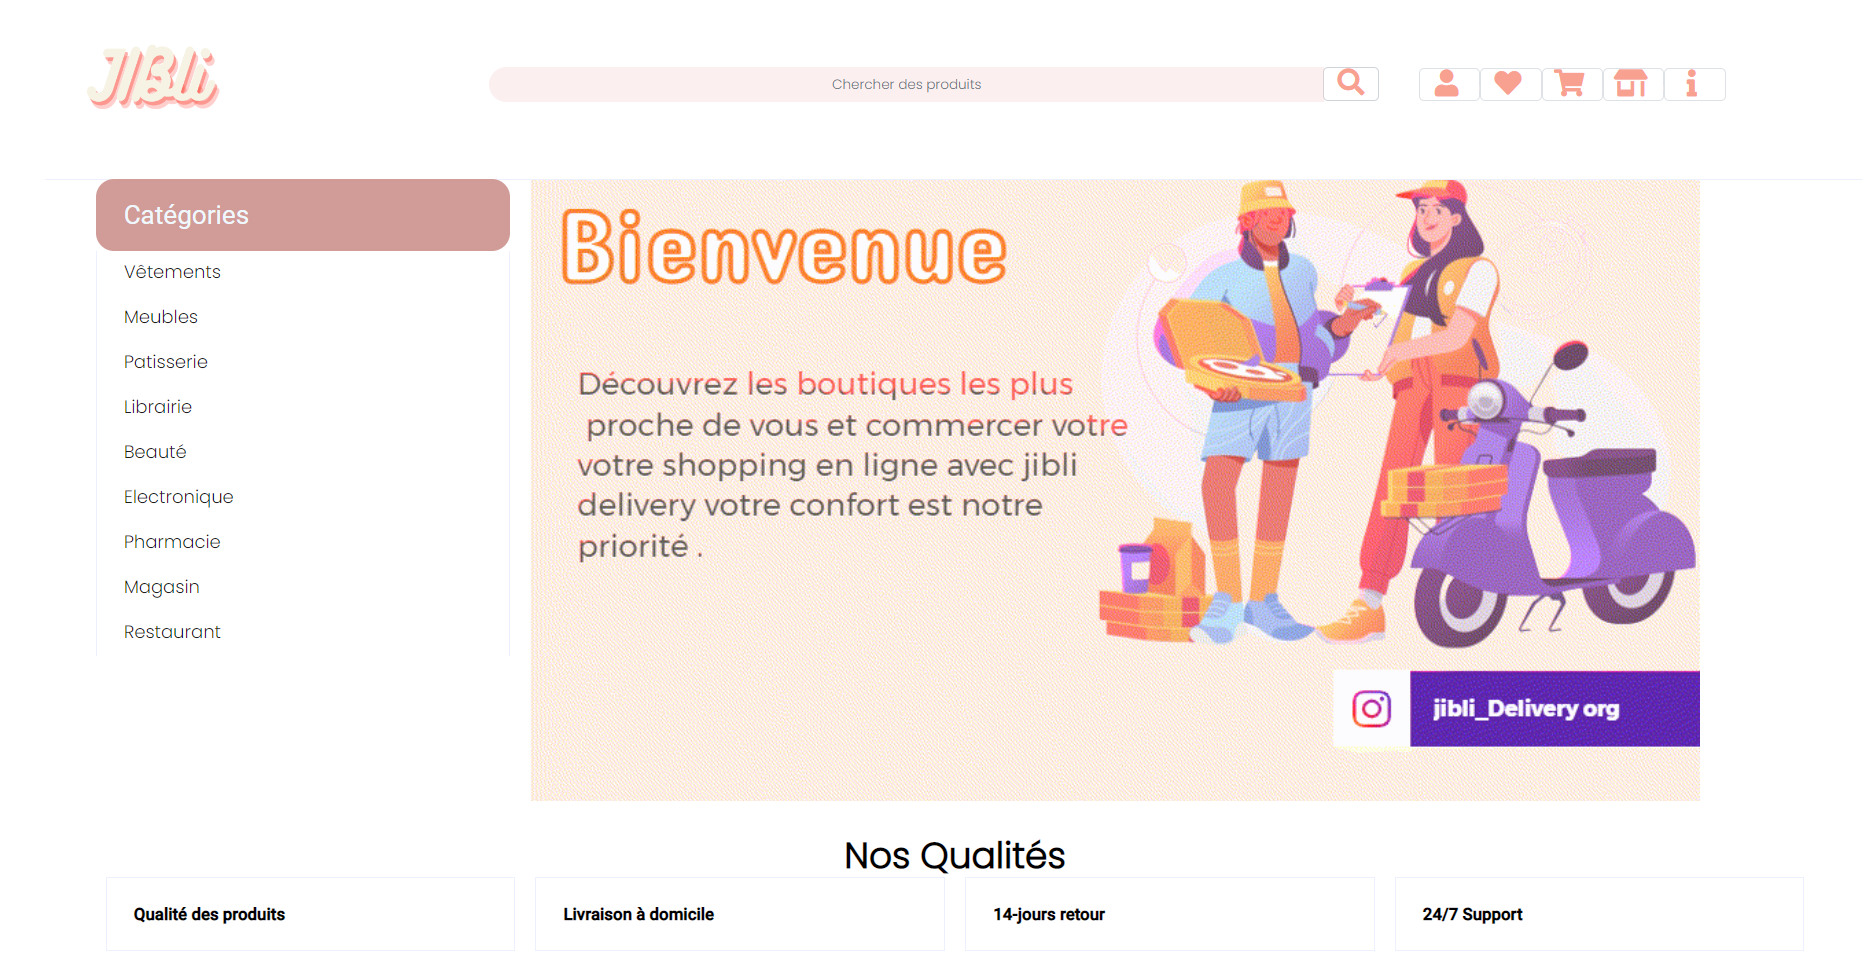 JIBli
Chercher des produits
Catégories
Vêtements
Meubles
Patisserie
Librairie
Beauté
Electronique
Pharmacie
Magasin
Restaurant
Bienvenue
Découvrez les boutiques les plus
proche de vous et commercer votre
votre shopping en ligne avec jibli
delivery votre confort est notre
priorité .
jibli_Delivery org
Nos Qualités
Qualité des produits
Livraison à domicile
14-jours retour
24/7 Support